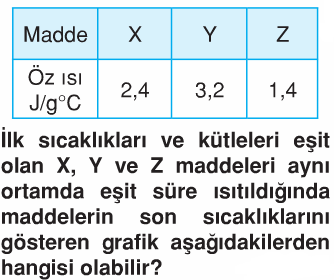 Madde X Y Z
Öz ısı
J/g°C 2,4 3,2 1,4
İlk sıcaklıkları ve kütleleri eşit
olan X, Y ve Z maddeleri aynı
ortamda eşit süre ısıtıldığında
maddelerin son sıcaklıklarını
gösteren grafik aşağıdakilerden
hangisi olabilir?